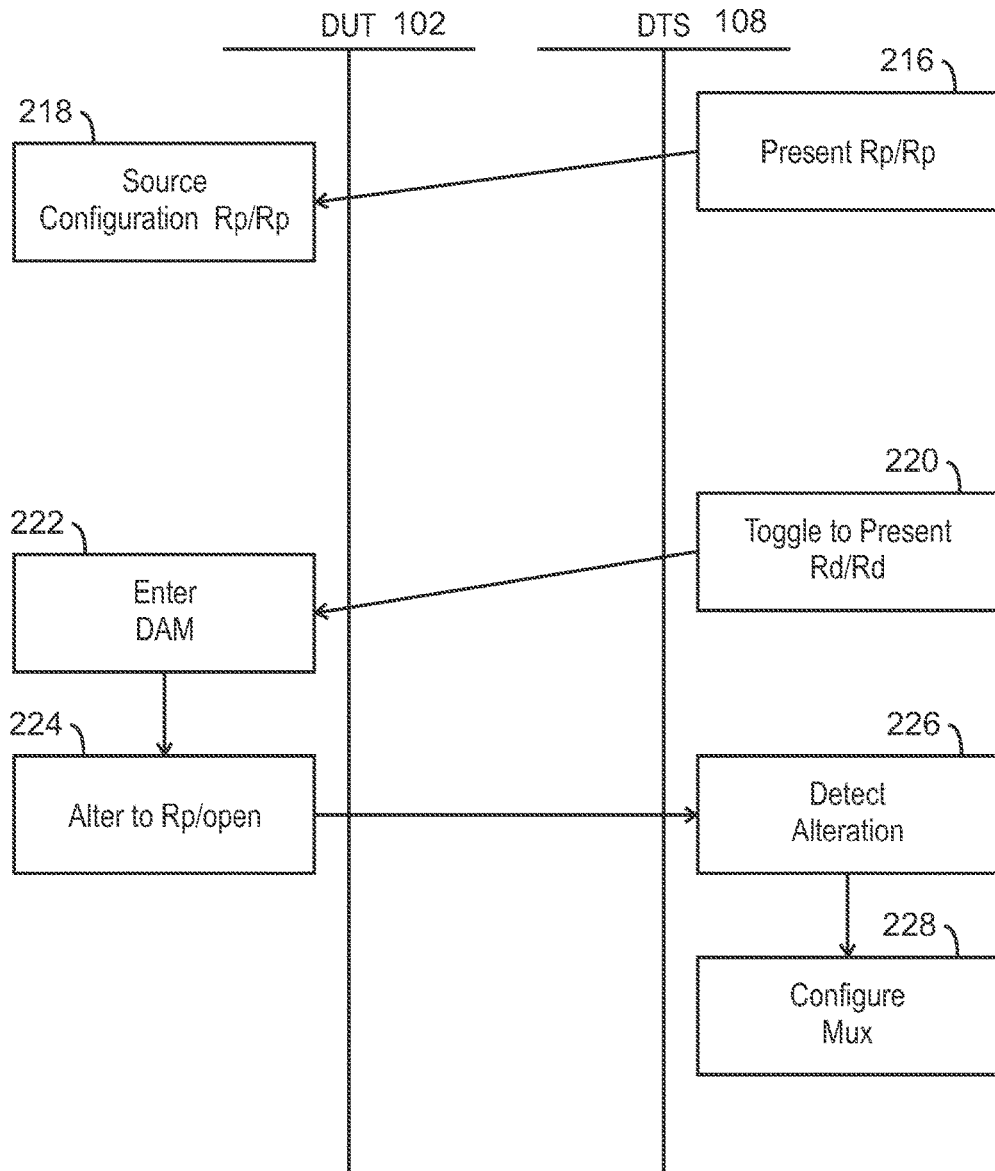 DUT 102
DTS 108
216
Present Rp/Rp
218
Source
Configuration Rp/Rp
220
Toggle to Present
Rd/Rd
222
Enter
DAM
224
Alter to Rp/open
226
Detect
Alteration
228
Configure
Mux